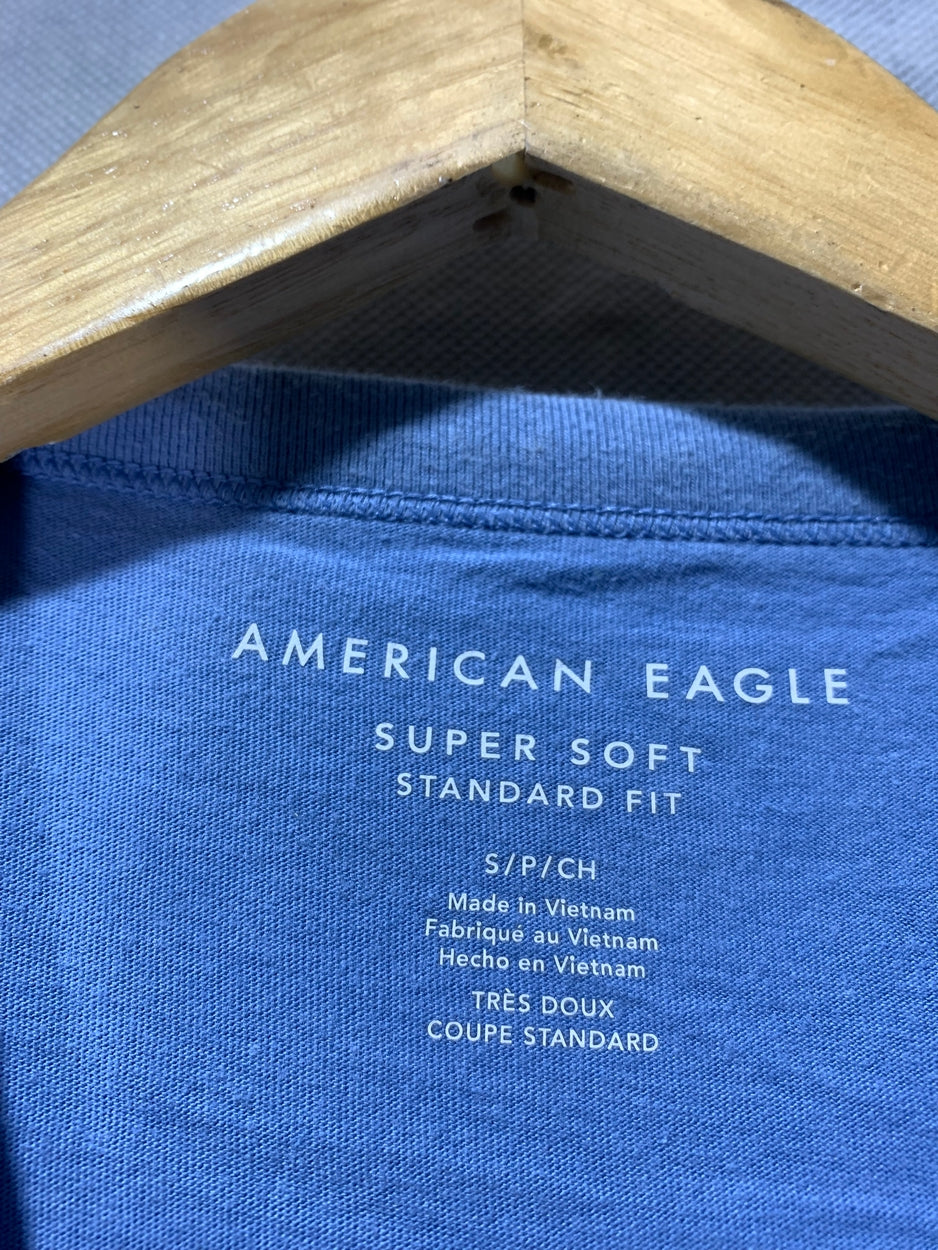 AMERICAN EAGLE
SUPER SOFT
STANDARD FIT
S/P/CH
Made in Vietnam
Fabriqué au Vietnam
Hecho en Vietnam
TRÈS DOUX
COUPE STANDARD